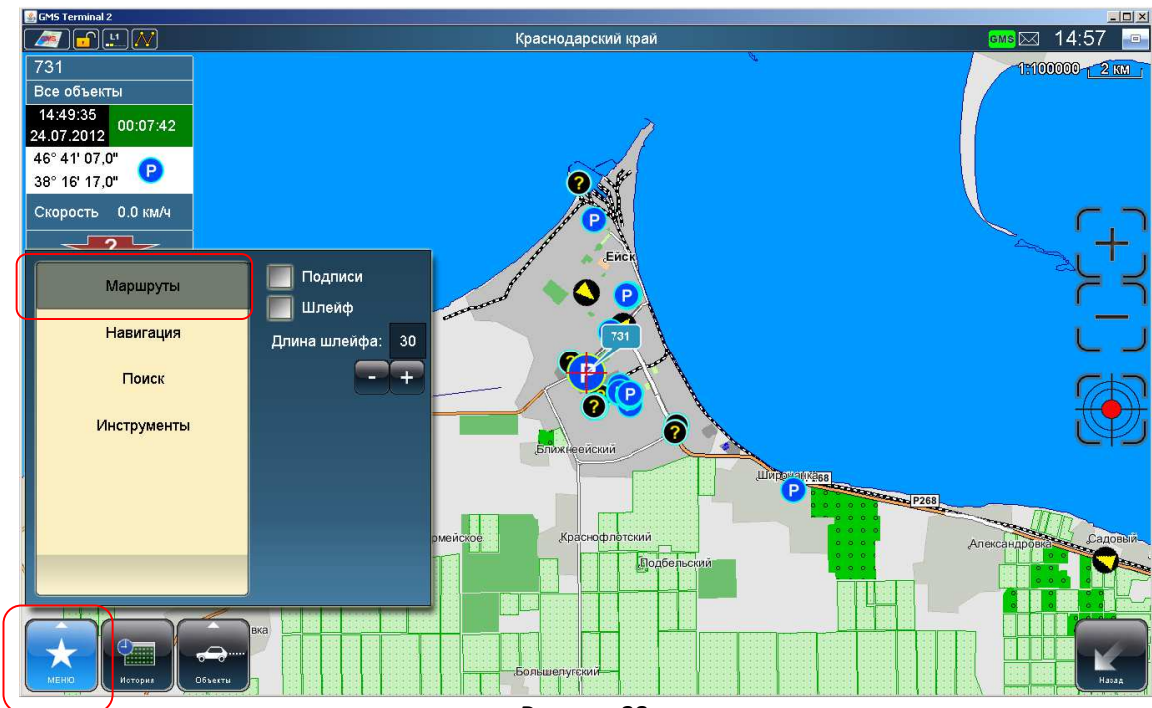 GMS Terminal 2
L1
Краснодарский край
GMS
14:57
731
Все объекты
14:49:35
24.07.2012
00:07:42
46° 41' 07,0"
38° 16' 17,0"
P
Скорость 0.0 км/ч
?
1:100000 2 км
Маршруты
Навигация
Поиск
Инструменты
Подписи
Шлейф
Длина шлейфа: 30
- +
?
P
Ейск
P
731
P
P
?
?
Ближнеейский
Широчанка
P
P268
Александровка
Садовый
Краснофлотский
Подбельский
Большелугский
вка
МЕНЮ
История
Объекты
Назад